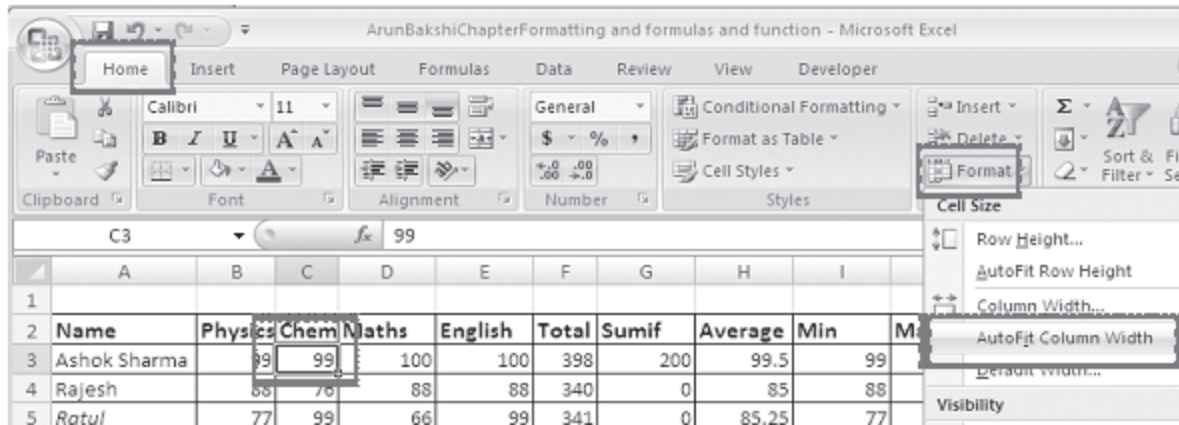 ArunBakshiChapterFormatting and formulas and function - Microsoft Excel
Home Insert Page Layout Formulas Data Review View Developer
Calibri 11 General Conditional Formatting Insert Σ A Z
Paste B I U A A $ % , Format as Table Delete
A .0 .00 .00 .0 Cell Styles Format Sort & Filter
Clipboard Font Alignment Number Styles Cell Size
C3 fx 99 Row Height...
A B C D E F G H I AutoFit Row Height
1 Column Width...
2 Name Physics Chem Maths English Total Sumif Average Min AutoFit Column Width
3 Ashok Sharma 99 99 100 100 398 200 99.5 99
4 Rajesh 88 76 88 88 340 0 85 88 Default Width...
5 Ratul 77 99 66 99 341 0 85.25 77 Visibility